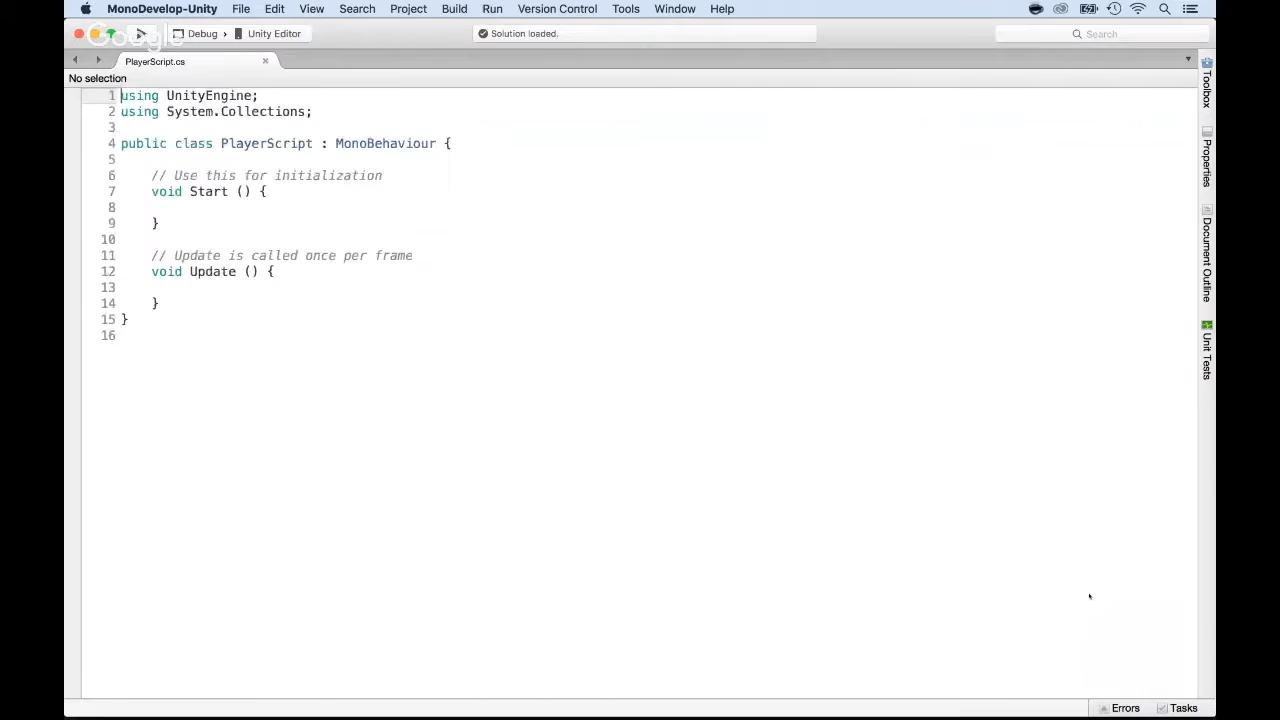 MonoDevelop-Unity File Edit View Search Project Build Run Version Control Tools Window Help
Google
Debug › Unity Editor
Solution loaded.
Search
PlayerScript.cs
No selection
1 using UnityEngine;
2 using System.Collections;
3
4 public class PlayerScript : MonoBehaviour {
5
6 // Use this for initialization
7 void Start () {
8
9 }
10
11 // Update is called once per frame
12 void Update () {
13
14 }
15 }
16
Toolbox
Properties
Document Outline
Unit Tests
Errors Tasks